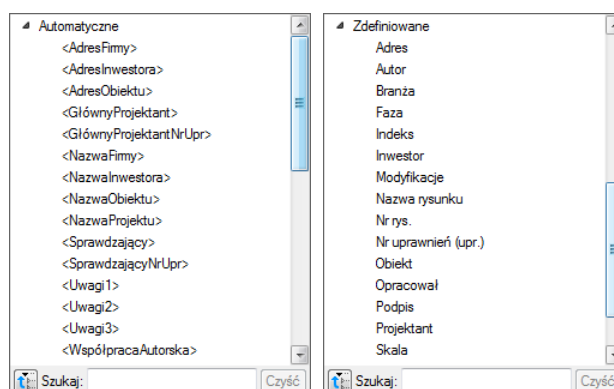 Automatyczne
<AdresFirmy>
<AdresInwestora>
<AdresObiektu>
<GłównyProjektant>
<GłównyProjektantNrUpr>
<NazwaFirmy>
<NazwaInwestora>
<NazwaObiektu>
<NazwaProjektu>
<Sprawdzający>
<SprawdzającyNrUpr>
<Uwagi1>
<Uwagi2>
<Uwagi3>
<WspółpracaAutorska>
Szukaj:
Czyść
Zdefiniowane
Adres
Autor
Branża
Faza
Indeks
Inwestor
Modyfikacje
Nazwa rysunku
Nr rys.
Nr uprawnień (upr.)
Obiekt
Opracował
Podpis
Projektant
Skala
Szukaj:
Czyść